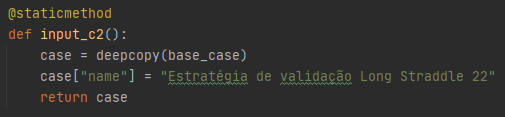 @staticmethod
def input_c2():
    case = deepcopy(base_case)
    case["name"] = "Estratégia de validação Long Straddle 22"
    return case